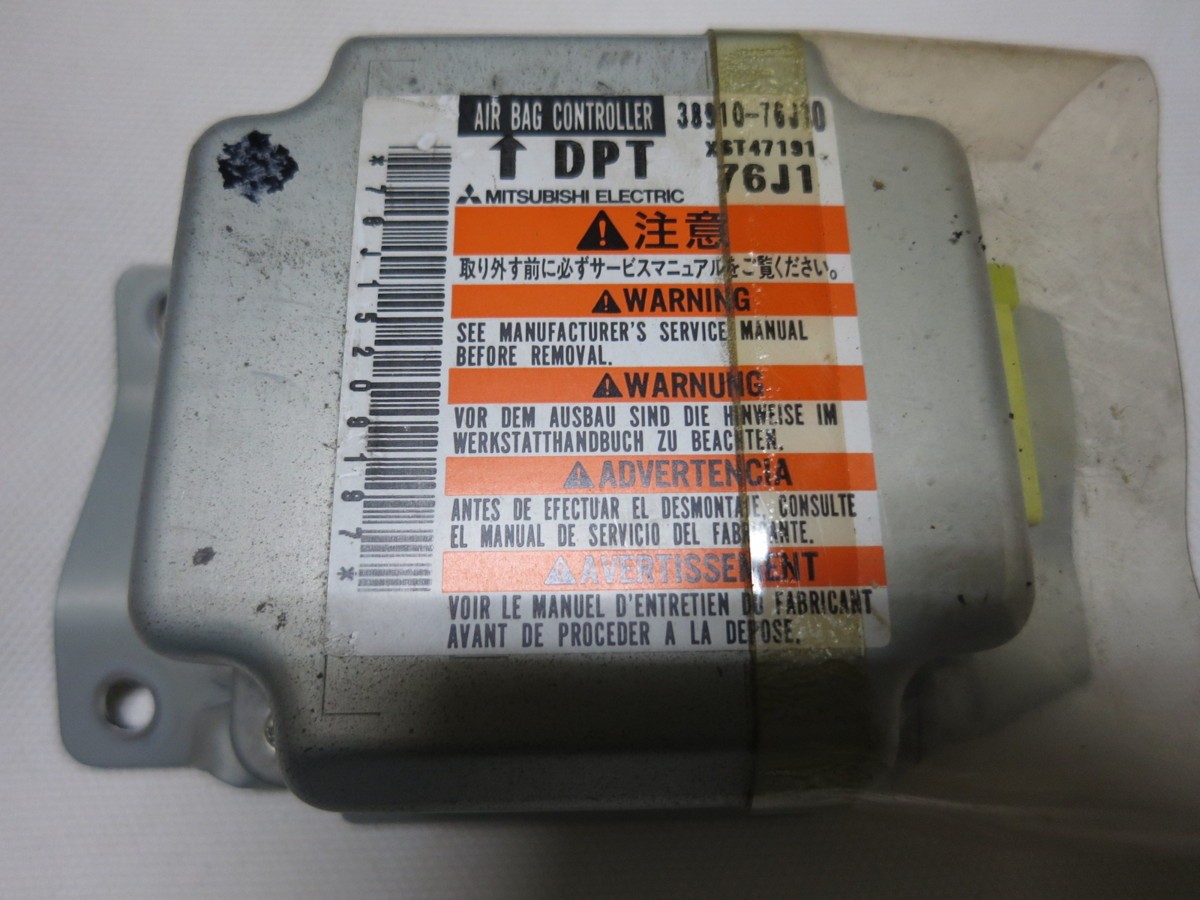 AIR BAG CONTROLLER 38910-76J10
↑ DPT X6T47191
76J1
MITSUBISHI ELECTRIC
*76J15209197*
注意
取り外す前に必ずサービスマニュアルをご覧ください。
WARNING
SEE MANUFACTURER'S SERVICE MANUAL
BEFORE REMOVAL.
WARNUNG
VOR DEM AUSBAU SIND DIE HINWEISE IM
WERKSTATTHANDBUCH ZU BEACHTEN.
ADVERTENCIA
ANTES DE EFECTUAR EL DESMONTAJE, CONSULTE
EL MANUAL DE SERVICIO DEL FABRICANTE.
AVERTISSEMENT
VOIR LE MANUEL D'ENTRETIEN DU FABRICANT
AVANT DE PROCEDER A LA DEPOSE.